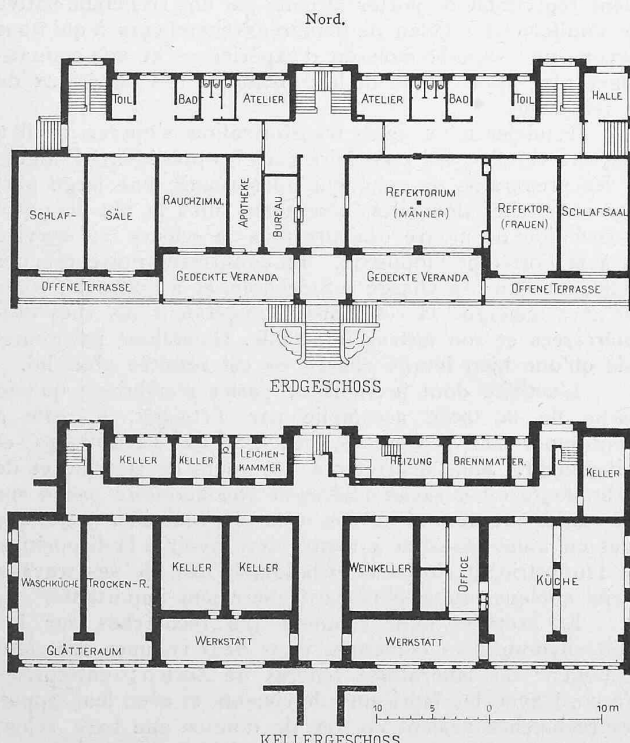 Nord.
TOIL. BAD ATELIER ATELIER BAD TOIL. HALLE
SCHLAF- SÄLE RAUCHZIMM. APOTHEKE BUREAU REFEKTORIUM (MÄNNER) REFEKTOR. (FRAUEN) SCHLAFSAAL
OFFENE TERRASSE GEDECKTE VERANDA GEDECKTE VERANDA OFFENE TERRASSE
ERDGESCHOSS
KELLER KELLER LEICHEN-KAMMER HEIZUNG BRENNMATER. KELLER
WASCHKÜCHE TROCKEN-R. KELLER KELLER WEINKELLER OFFICE KÜCHE
GLÄTTERAUM WERKSTATT WERKSTATT
10 5 0 10 m
KELLERGESCHOSS